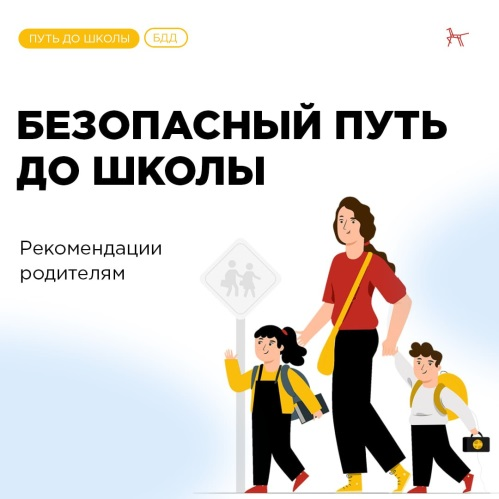 ПУТЬ ДО ШКОЛЫ
БДД
БЕЗОПАСНЫЙ ПУТЬ
ДО ШКОЛЫ
Рекомендации
родителям